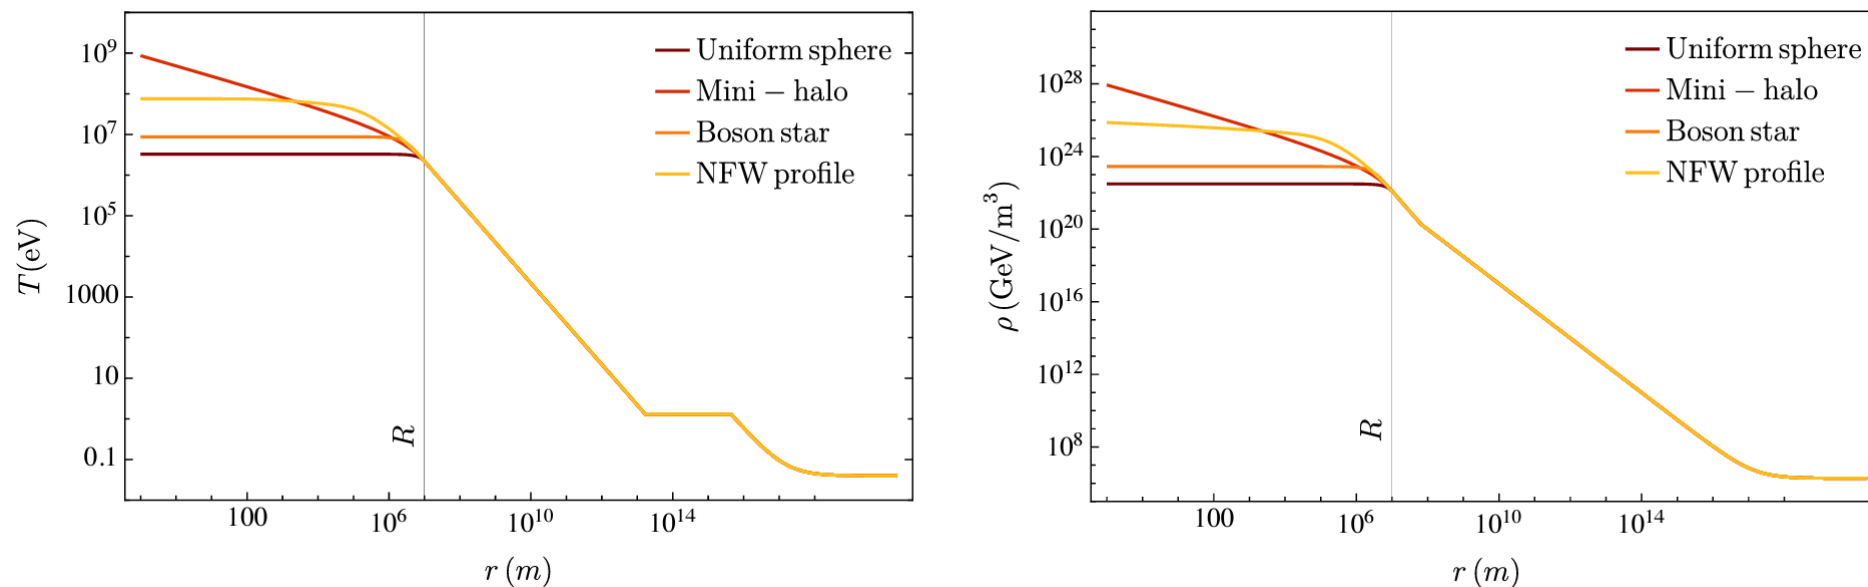 10⁹
10⁷
10⁵
1000
10
0.1
T(eV)
Uniform sphere
Mini – halo
Boson star
NFW profile
R
100
10⁶
10¹⁰
10¹⁴
r (m)
10²⁸
10²⁴
10²⁰
10¹⁶
10¹²
10⁸
ρ (GeV/m³)
Uniform sphere
Mini – halo
Boson star
NFW profile
R
100
10⁶
10¹⁰
10¹⁴
r (m)